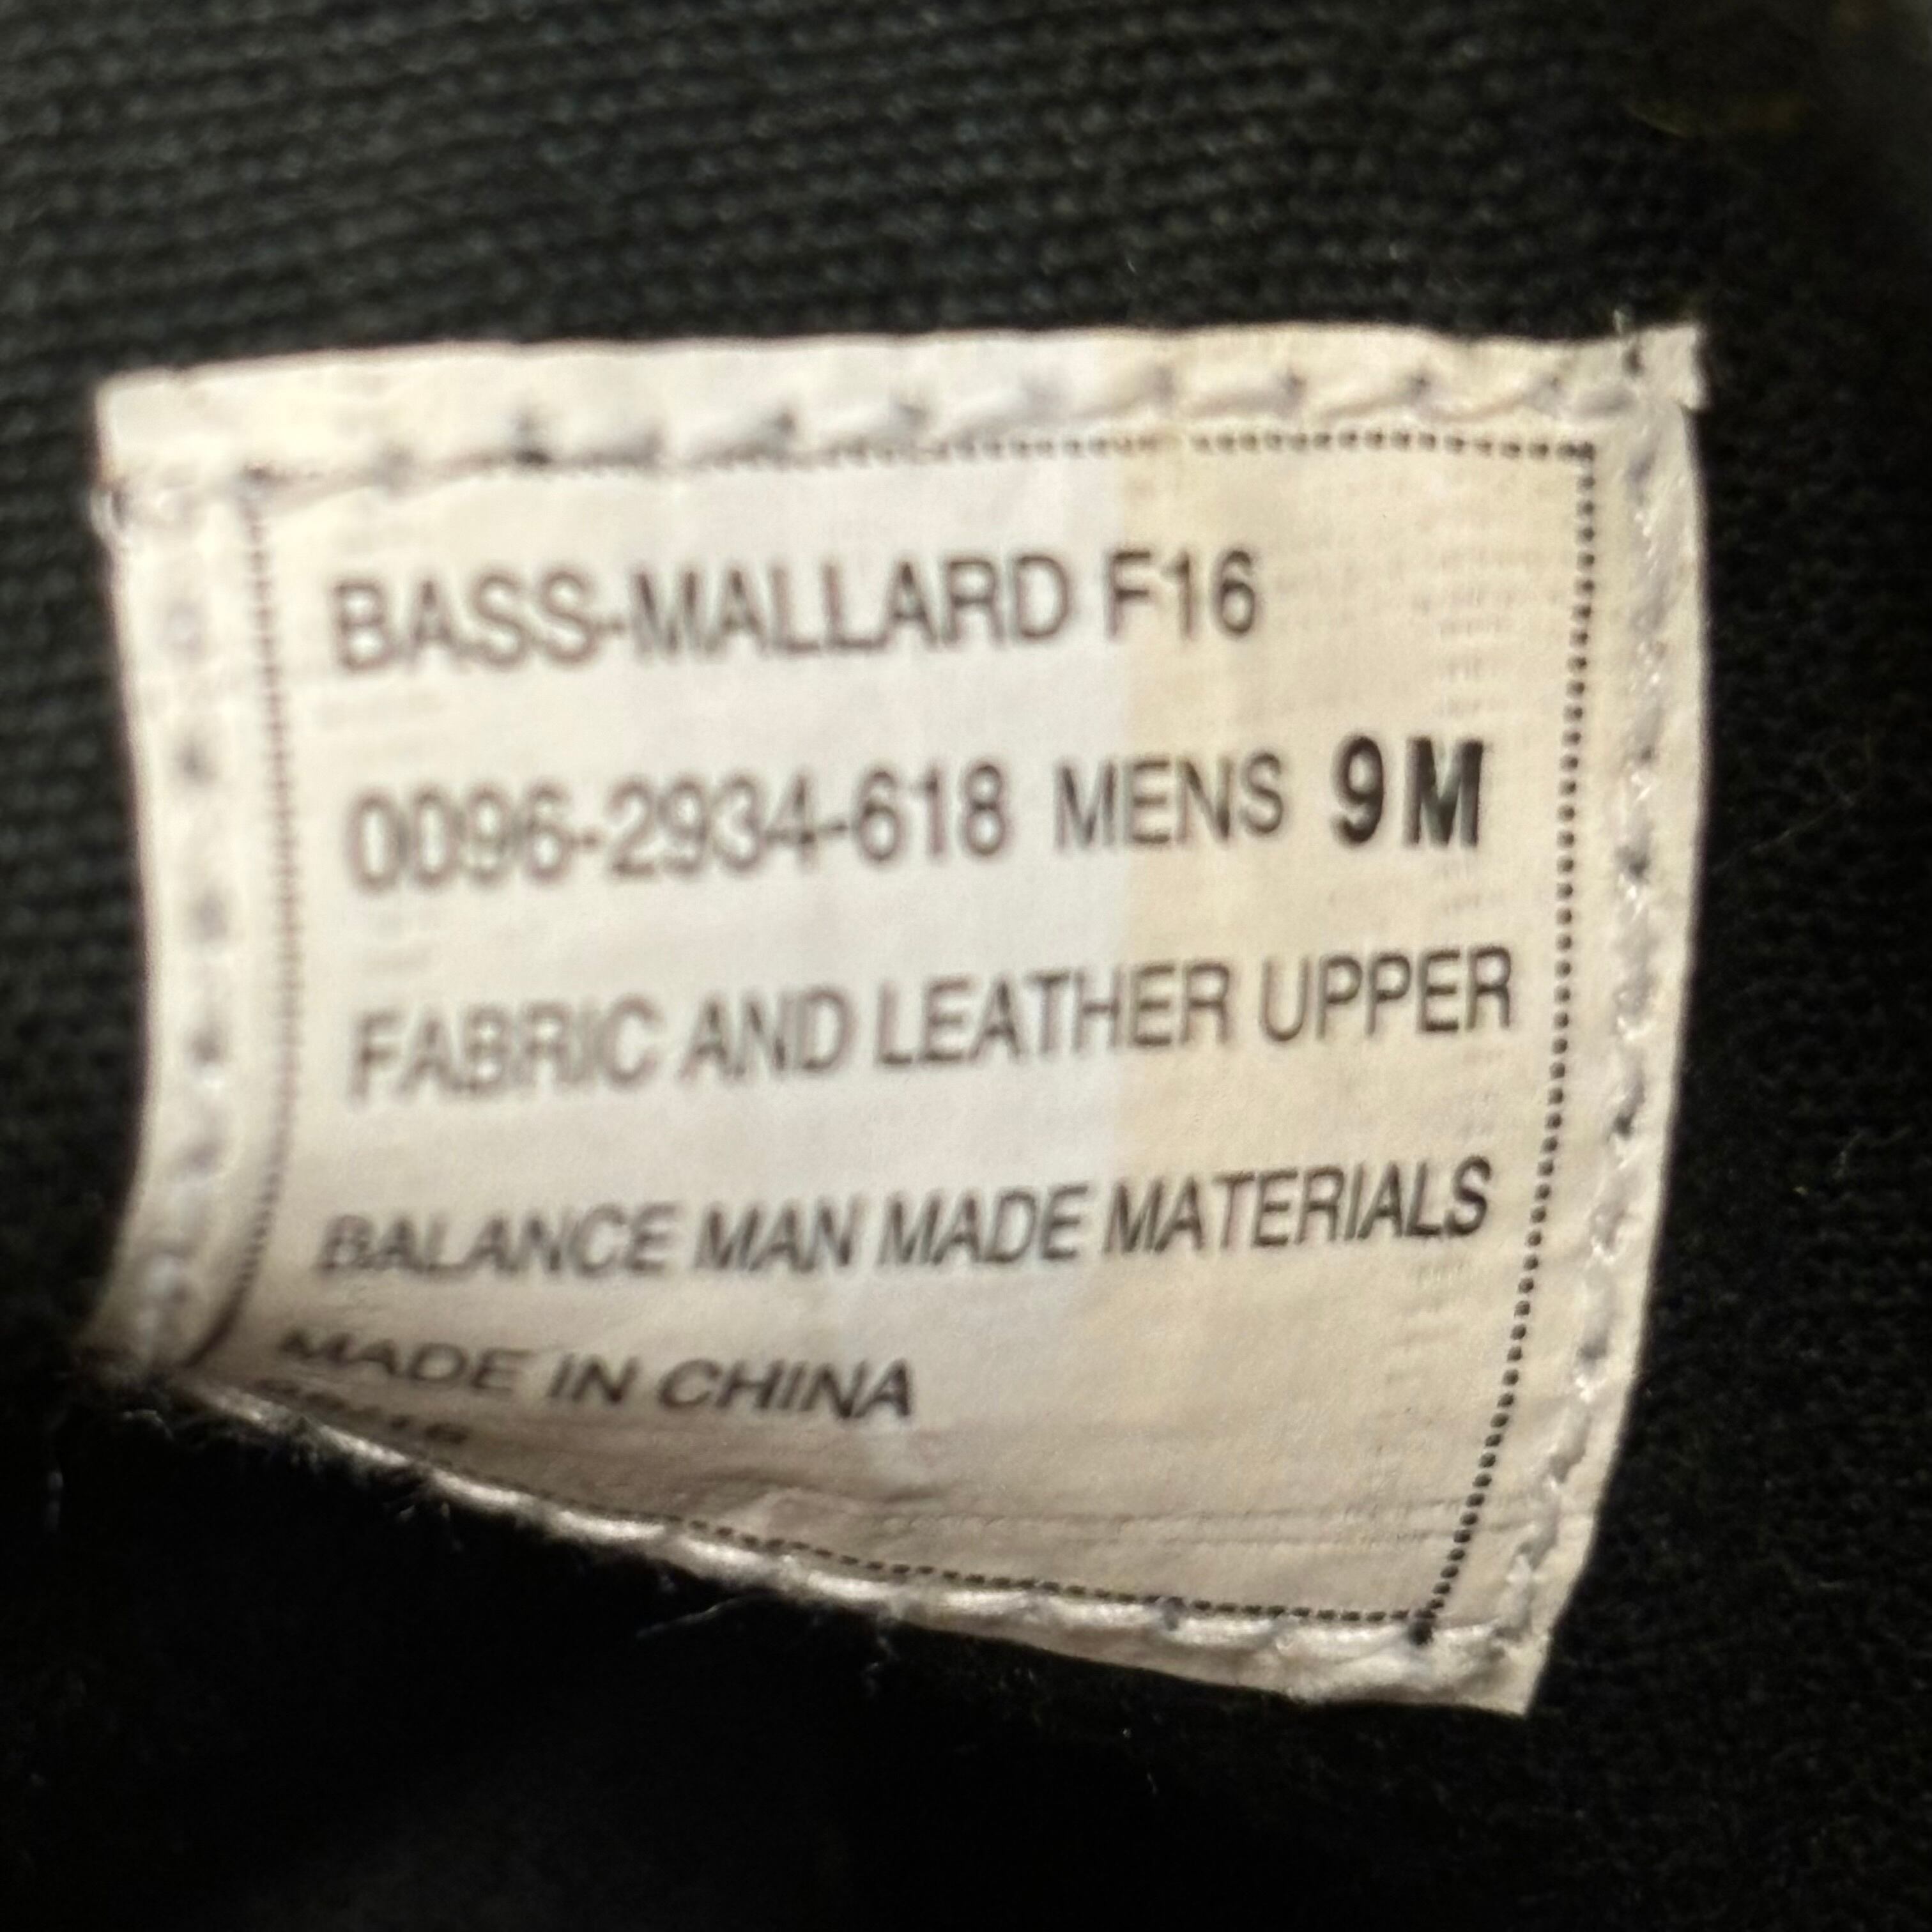 BASS-MALLARD F16
0096-2934-618 MENS 9M
FABRIC AND LEATHER UPPER
BALANCE MAN MADE MATERIALS
MADE IN CHINA